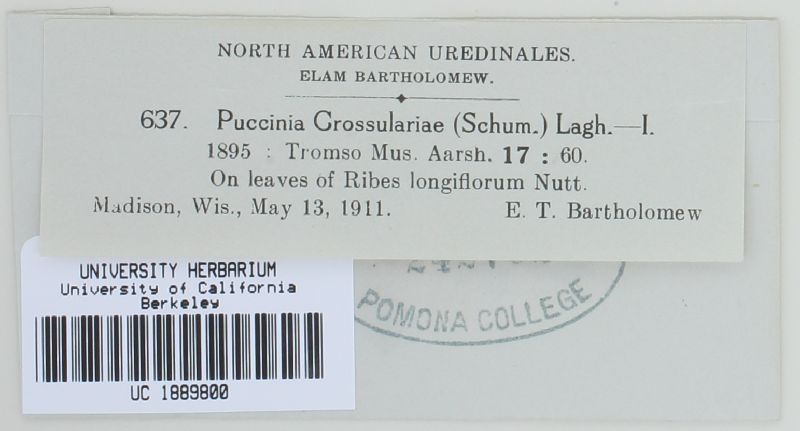 NORTH AMERICAN UREDINALES.
ELAM BARTHOLOMEW.
637. Puccinia Grossulariae (Schum.) Lagh.—I.
1895 : Tromso Mus. Aarsh. 17 : 60.
On leaves of Ribes longiflorum Nutt.
Madison, Wis., May 13, 1911. E. T. Bartholomew
POMONA COLLEGE
UNIVERSITY HERBARIUM
University of California
Berkeley
UC 1889800